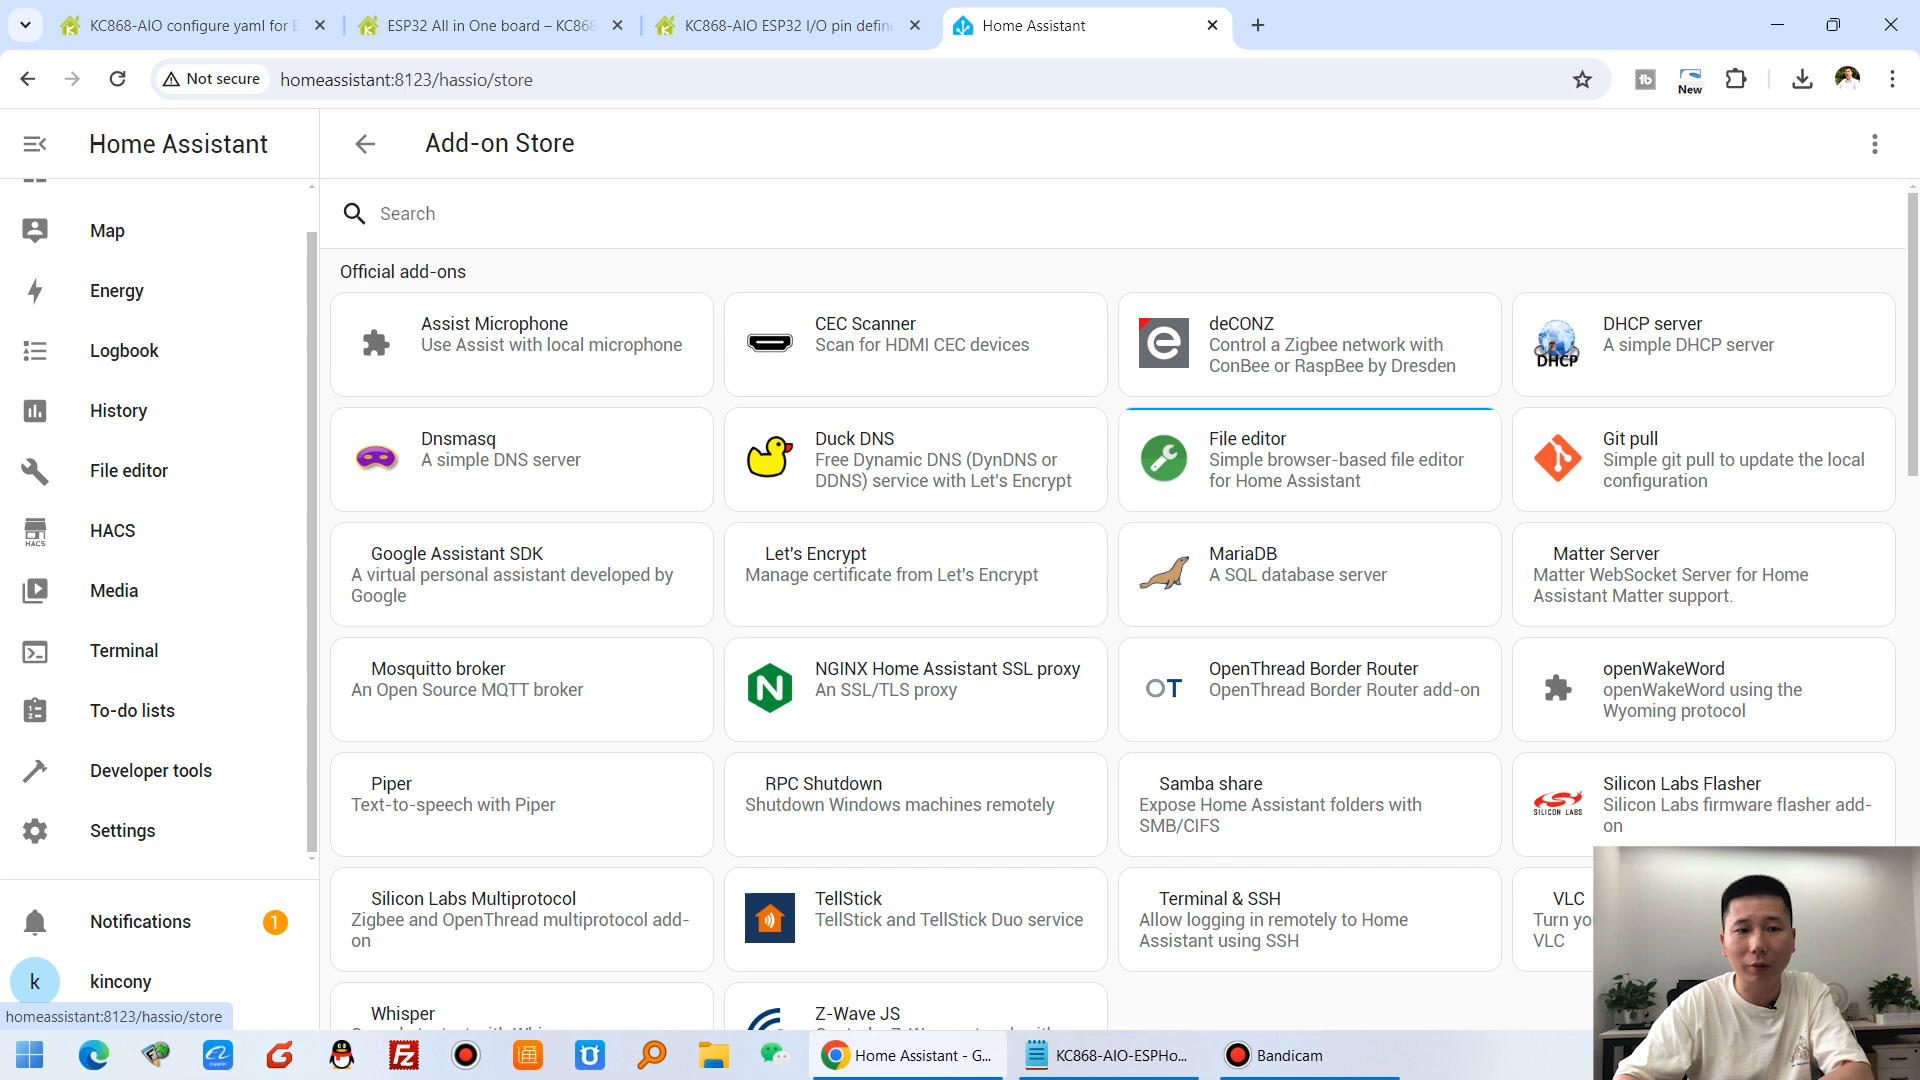 KC868-AIO configure yaml for E
ESP32 All in One board – KC868
KC868-AIO ESP32 I/O pin define
Home Assistant
Not secure
homeassistant:8123/hassio/store
New
Home Assistant
Add-on Store
Search
Map
Energy
Logbook
History
File editor
HACS
HACS
Media
Terminal
To-do lists
Developer tools
Settings
Notifications
1
k
kincony
homeassistant:8123/hassio/store
Official add-ons
Assist Microphone
Use Assist with local microphone
CEC Scanner
Scan for HDMI CEC devices
deCONZ
Control a Zigbee network with
ConBee or RaspBee by Dresden
DHCP
DHCP server
A simple DHCP server
Dnsmasq
A simple DNS server
Duck DNS
Free Dynamic DNS (DynDNS or
DDNS) service with Let's Encrypt
File editor
Simple browser-based file editor
for Home Assistant
Git pull
Simple git pull to update the local
configuration
Google Assistant SDK
A virtual personal assistant developed by
Google
Let's Encrypt
Manage certificate from Let's Encrypt
MariaDB
A SQL database server
Matter Server
Matter WebSocket Server for Home
Assistant Matter support.
Mosquitto broker
An Open Source MQTT broker
N
NGINX Home Assistant SSL proxy
An SSL/TLS proxy
OT
OpenThread Border Router
OpenThread Border Router add-on
openWakeWord
openWakeWord using the
Wyoming protocol
Piper
Text-to-speech with Piper
RPC Shutdown
Shutdown Windows machines remotely
Samba share
Expose Home Assistant folders with
SMB/CIFS
SILICON LABS
Silicon Labs Flasher
Silicon Labs firmware flasher add-
on
Silicon Labs Multiprotocol
Zigbee and OpenThread multiprotocol add-
on
TellStick
TellStick and TellStick Duo service
Terminal & SSH
Allow logging in remotely to Home
Assistant using SSH
VLC
Turn yo
VLC
Whisper
Z-Wave JS
Home Assistant - G...
KC868-AIO-ESPHo...
Bandicam